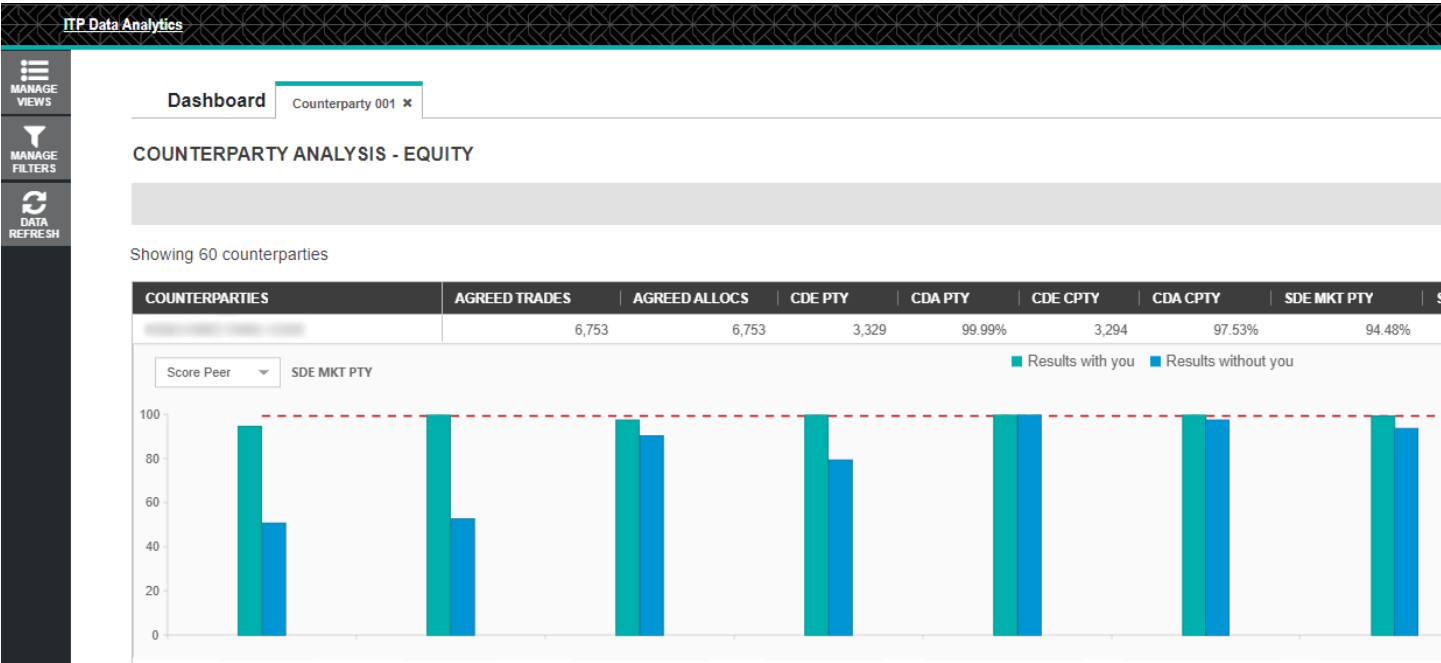 ITP Data Analytics
MANAGE
VIEWS
MANAGE
FILTERS
DATA
REFRESH
Dashboard Counterparty 001 ×
COUNTERPARTY ANALYSIS - EQUITY
Showing 60 counterparties
COUNTERPARTIES AGREED TRADES AGREED ALLOCS CDE PTY CDA PTY CDE CPTY CDA CPTY SDE MKT PTY S
6,753 6,753 3,329 99.99% 3,294 97.53% 94.48%
Score Peer SDE MKT PTY Results with you Results without you
100
80
60
40
20
0